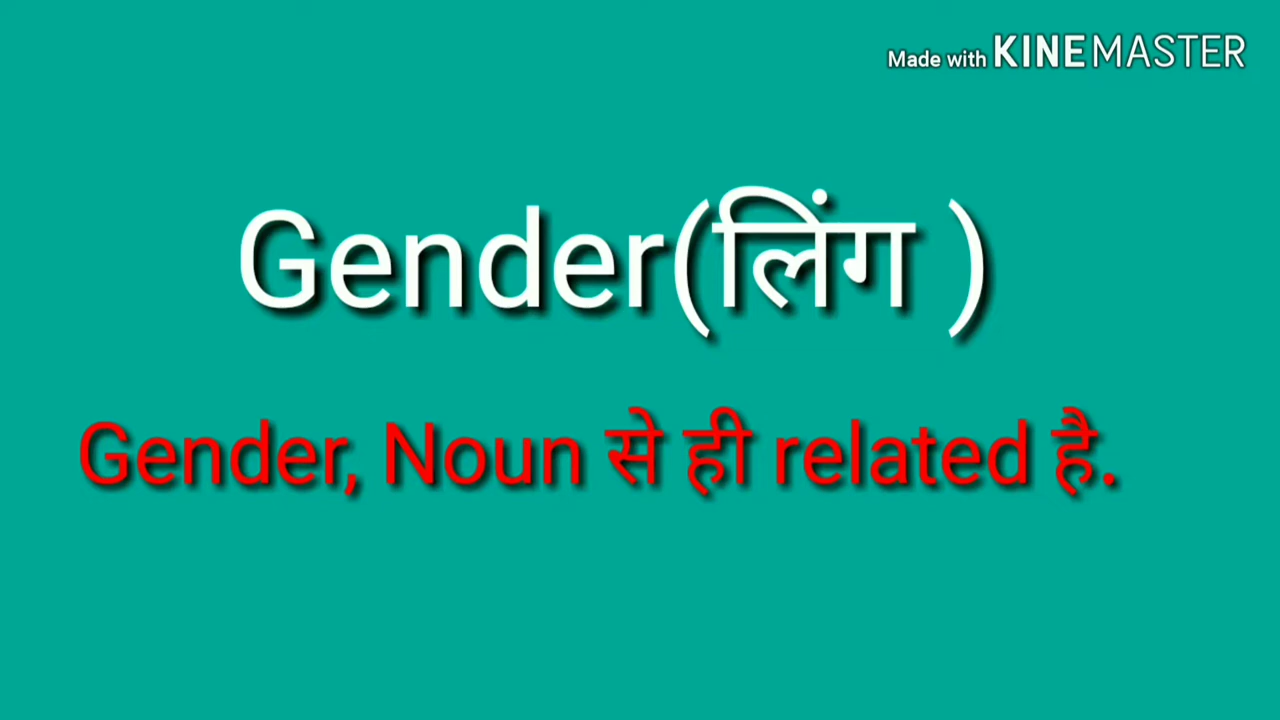 Made with KINEMASTER
Gender(लिंग )
Gender, Noun से ही related है.